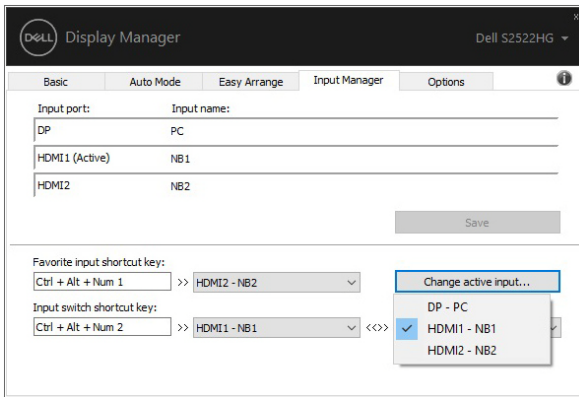 DELL Display Manager Dell S2522HG
Basic Auto Mode Easy Arrange Input Manager Options
Input port: Input name:
DP PC
HDMI1 (Active) NB1
HDMI2 NB2
Save
Favorite input shortcut key:
Ctrl + Alt + Num 1 >> HDMI2 - NB2 Change active input...
Input switch shortcut key:
DP - PC
Ctrl + Alt + Num 2 >> HDMI1 - NB1 <<>> HDMI1 - NB1
HDMI2 - NB2